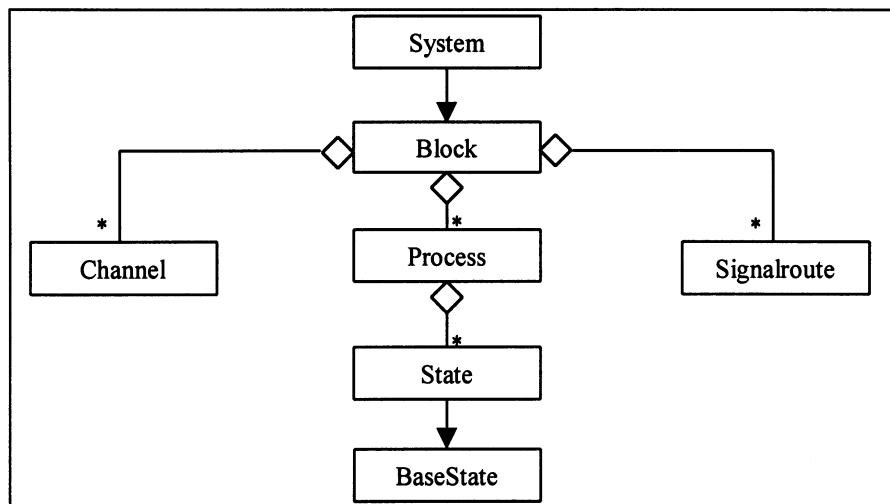 System
Block
*
*
*
Channel
Process
Signalroute
*
State
BaseState